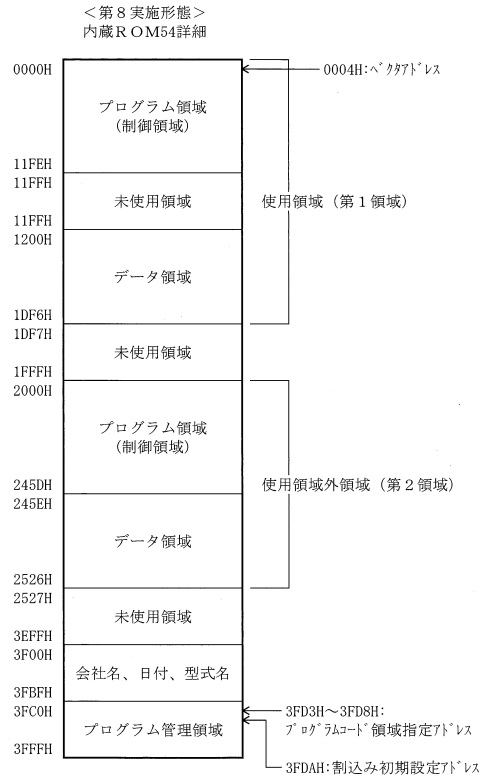 ＜第８実施形態＞
内蔵ＲＯＭ54詳細
0000H
0004H:ﾍﾞｸﾀｱﾄﾞﾚｽ
プログラム領域
(制御領域)
11FEH
11FFH
未使用領域
使用領域（第１領域）
11FFH
1200H
データ領域
1DF6H
1DF7H
未使用領域
1FFFH
2000H
プログラム領域
(制御領域)
245DH
使用領域外領域（第２領域）
245EH
データ領域
2526H
2527H
未使用領域
3EFFH
3F00H
会社名、日付、型式名
3FBFH
3FC0H
3FD3H～3FD8H:
プログラム管理領域
ﾌﾟﾛｸﾞﾗﾑｺｰﾄﾞ領域指定ｱﾄﾞﾚｽ
3FFFH
3FDAH:割込み初期設定ｱﾄﾞﾚｽ